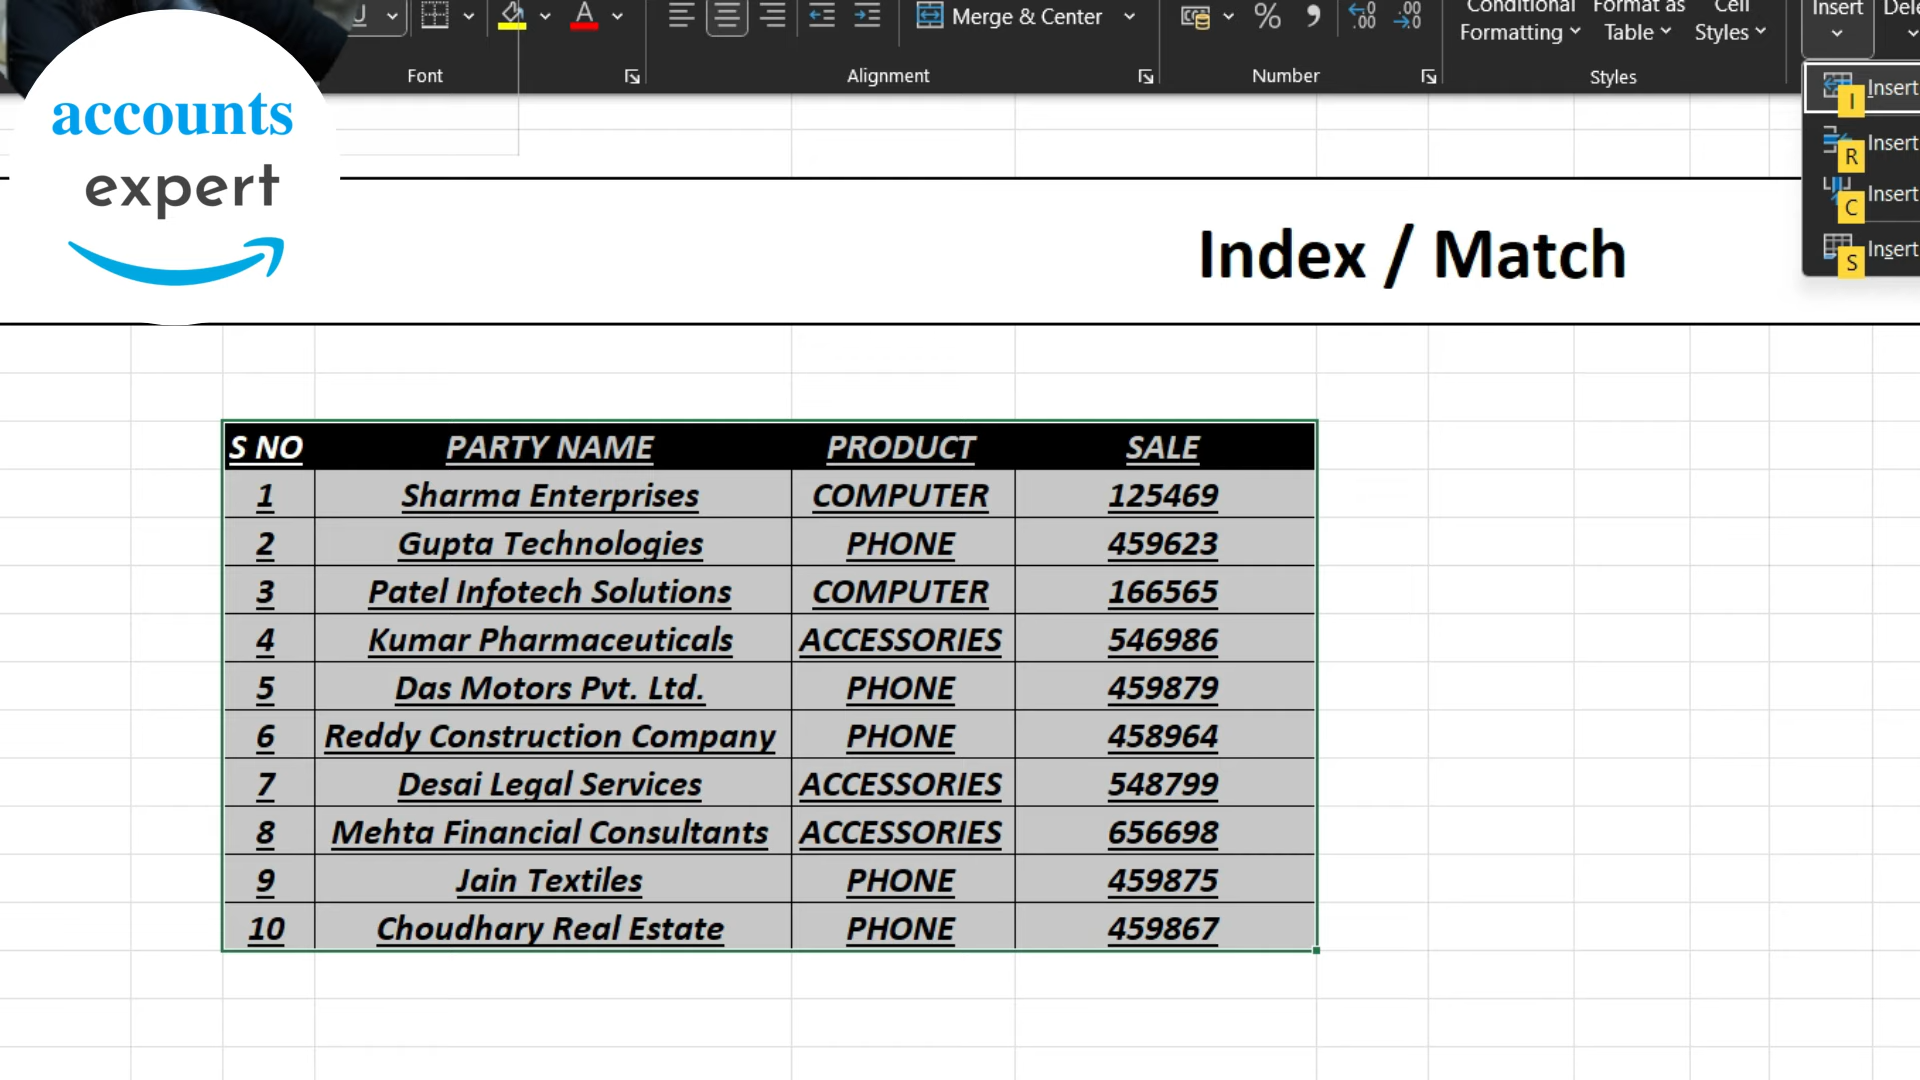 accounts
expert
U
A
Merge & Center
%
Conditional Formatting
Format as Table
Cell Styles
Insert
Font
Alignment
Number
Styles
I Insert
R Insert
C Insert
S Insert
Index / Match
S NO PARTY NAME PRODUCT SALE
1 Sharma Enterprises COMPUTER 125469
2 Gupta Technologies PHONE 459623
3 Patel Infotech Solutions COMPUTER 166565
4 Kumar Pharmaceuticals ACCESSORIES 546986
5 Das Motors Pvt. Ltd. PHONE 459879
6 Reddy Construction Company PHONE 458964
7 Desai Legal Services ACCESSORIES 548799
8 Mehta Financial Consultants ACCESSORIES 656698
9 Jain Textiles PHONE 459875
10 Choudhary Real Estate PHONE 459867